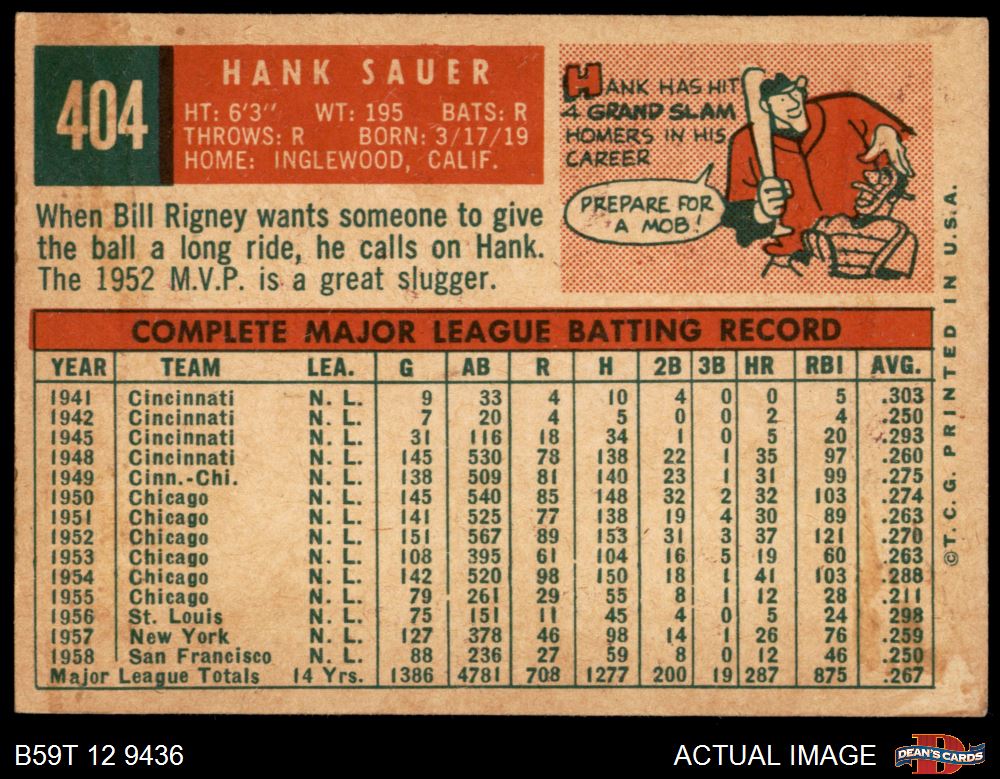 404
HANK SAUER
HT: 6'3" WT: 195 BATS: R
THROWS: R BORN: 3/17/19
HOME: INGLEWOOD, CALIF.
When Bill Rigney wants someone to give
the ball a long ride, he calls on Hank.
The 1952 M.V.P. is a great slugger.
HANK HAS HIT
4 GRAND SLAM
HOMERS IN HIS
CAREER
PREPARE FOR
A MOB!
COMPLETE MAJOR LEAGUE BATTING RECORD
YEAR TEAM LEA. G AB R H 2B 3B HR RBI AVG.
1941 Cincinnati N. L. 9 33 4 10 4 0 0 5 .303
1942 Cincinnati N. L. 7 20 4 5 0 0 2 4 .250
1945 Cincinnati N. L. 31 116 18 34 1 0 5 20 .293
1948 Cincinnati N. L. 145 530 78 138 22 1 35 97 .260
1949 Cinn.-Chi. N. L. 138 509 81 140 23 1 31 99 .275
1950 Chicago N. L. 145 540 85 148 32 2 32 103 .274
1951 Chicago N. L. 141 525 77 138 19 4 30 89 .263
1952 Chicago N. L. 151 567 89 153 31 3 37 121 .270
1953 Chicago N. L. 108 395 61 104 16 5 19 60 .263
1954 Chicago N. L. 142 520 98 150 18 1 41 103 .288
1955 Chicago N. L. 79 261 29 55 8 1 12 28 .211
1956 St. Louis N. L. 75 151 11 45 4 0 5 24 .298
1957 New York N. L. 127 378 46 98 14 1 26 76 .259
1958 San Francisco N. L. 88 236 27 59 8 0 12 46 .250
Major League Totals 14 Yrs. 1386 4781 708 1277 200 19 287 875 .267
©T.C.G. PRINTED IN U.S.A.
B59T 12 9436
ACTUAL IMAGE
DEAN'S CARDS